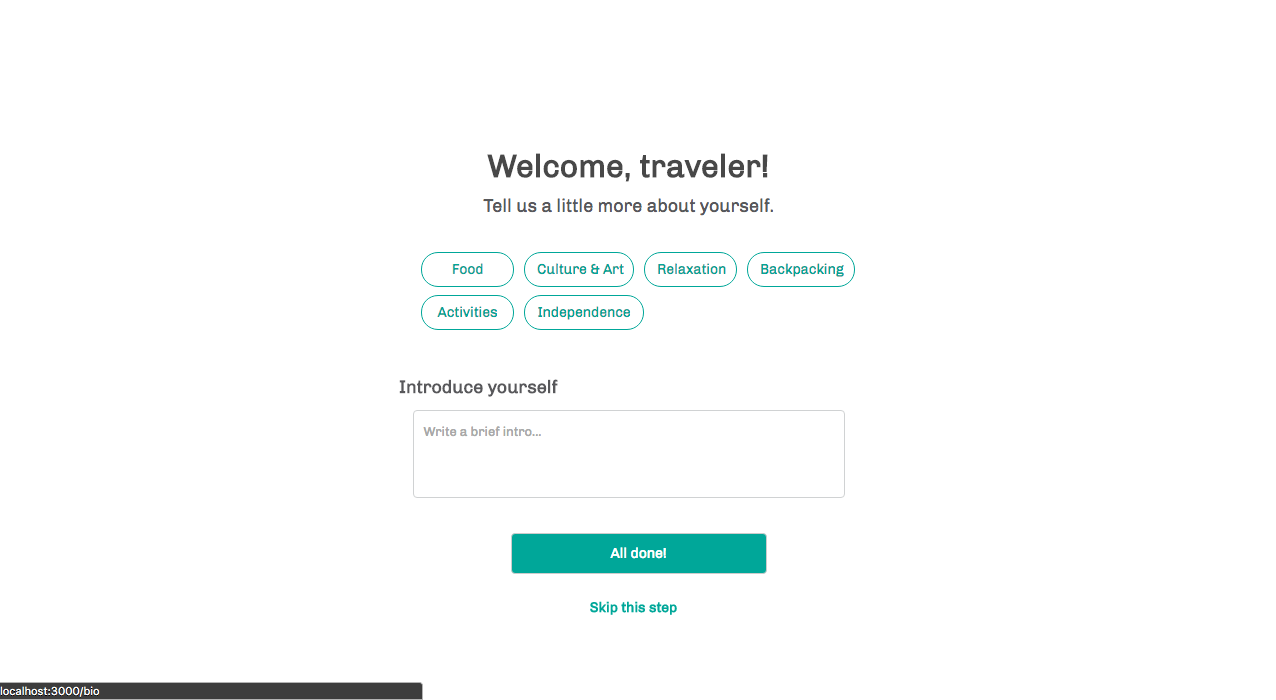 Welcome, traveler!
Tell us a little more about yourself.
Food Culture & Art Relaxation Backpacking
Activities Independence
Introduce yourself
Write a brief intro...
All done!
Skip this step
localhost:3000/bio